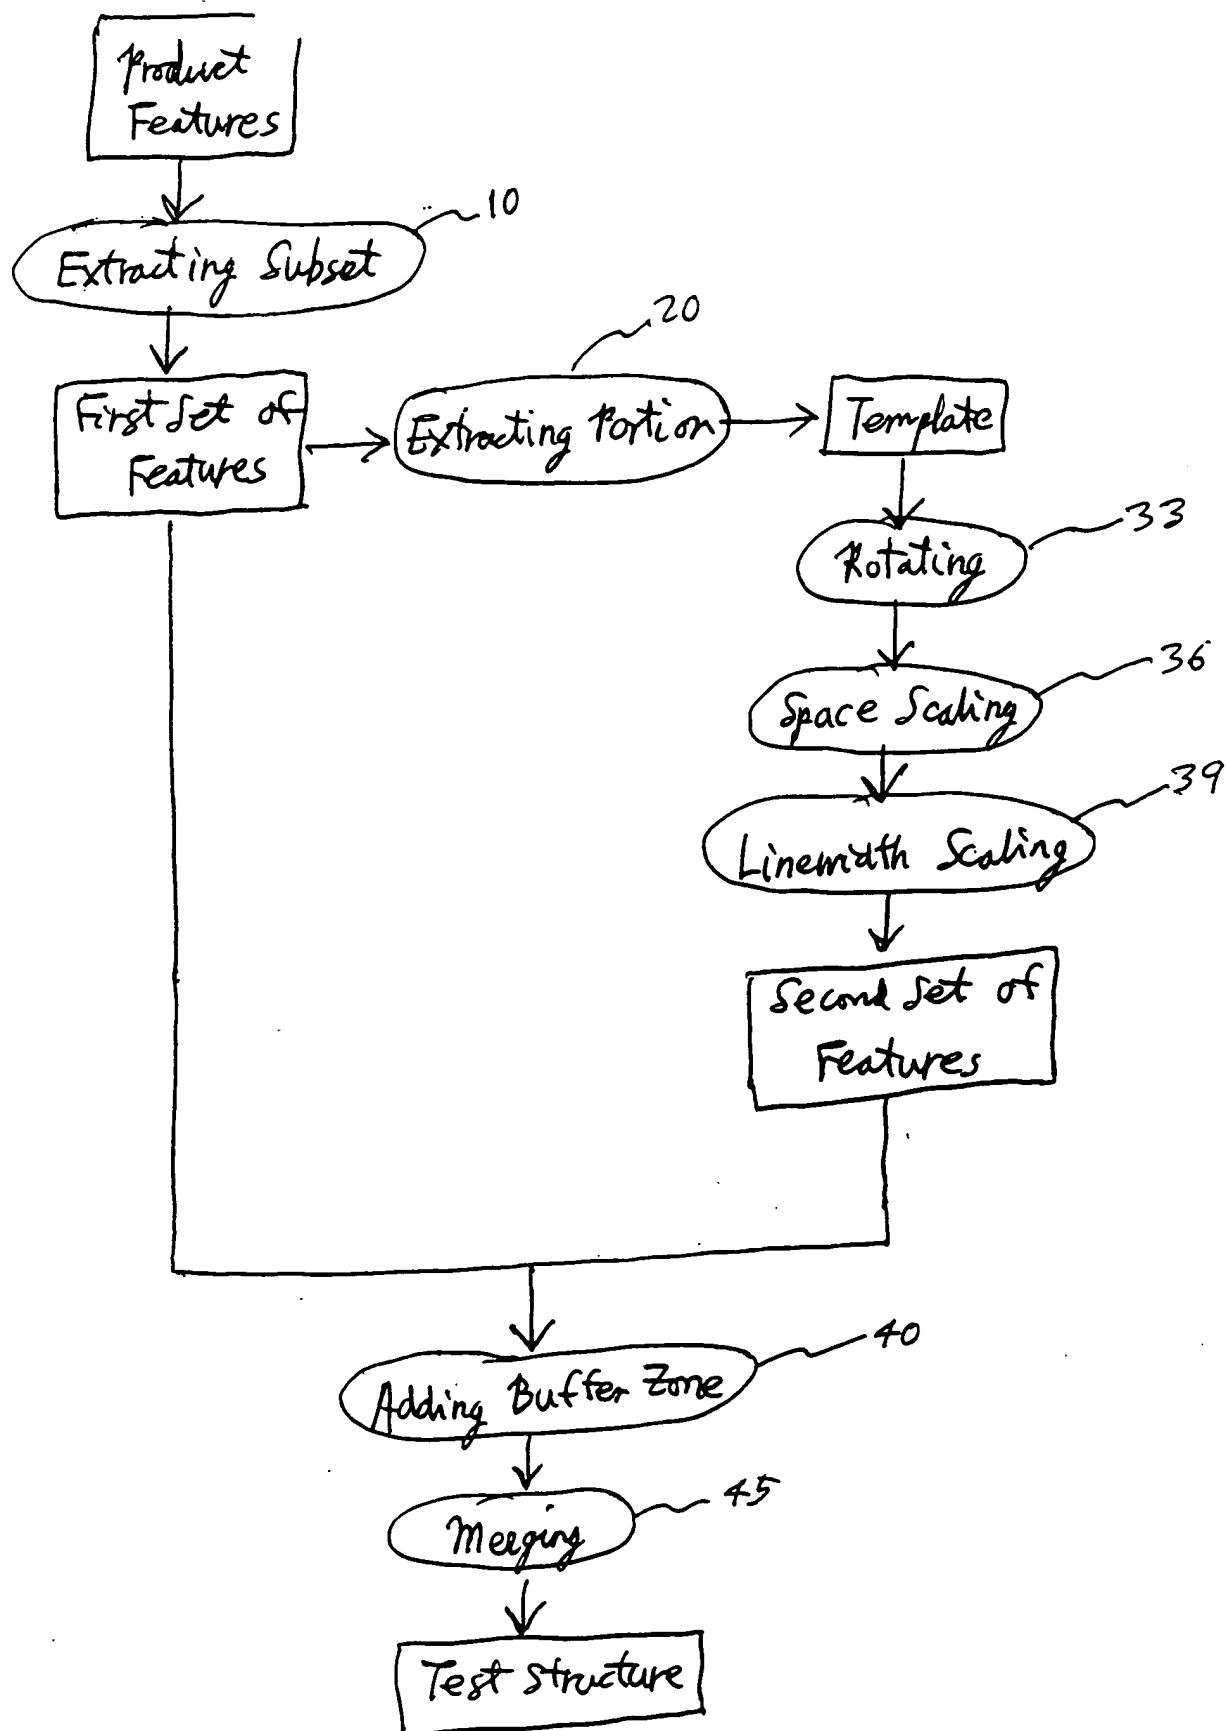 Product
Features
10
Extracting Subset
20
First Set of
Features
Extracting Portion
Template
33
Rotating
36
Space Scaling
39
Linewidth Scaling
Second Set of
Features
40
Adding Buffer Zone
45
Merging
Test Structure